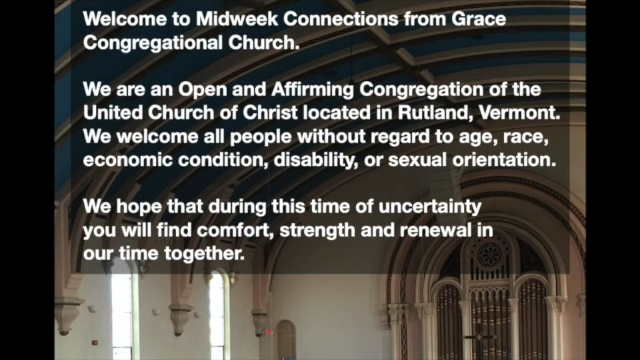 Welcome to Midweek Connections from Grace
Congregational Church.
We are an Open and Affirming Congregation of the
United Church of Christ located in Rutland, Vermont.
We welcome all people without regard to age, race,
economic condition, disability, or sexual orientation.
We hope that during this time of uncertainty
you will find comfort, strength and renewal in
our time together.